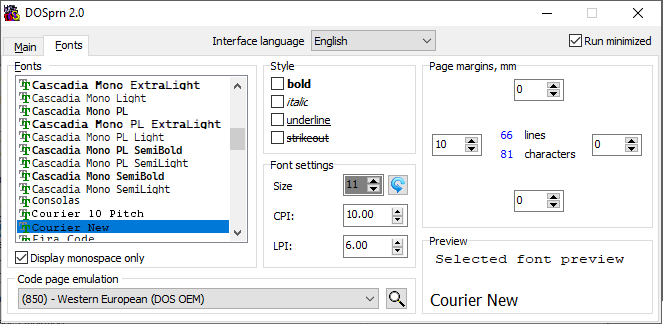 DOSprn 2.0
Main
Fonts
Interface language
English
Run minimized
Fonts
Cascadia Mono ExtraLight
Cascadia Mono Light
Cascadia Mono PL
Cascadia Mono PL ExtraLight
Cascadia Mono PL Light
Cascadia Mono PL SemiBold
Cascadia Mono PL SemiLight
Cascadia Mono SemiBold
Cascadia Mono SemiLight
Consolas
Courier 10 Pitch
Courier New
Fira Code
Display monospace only
Style
bold
italic
underline
strikeout
Font settings
Size
11
CPI:
10.00
LPI:
6.00
Page margins, mm
0
10
66 lines
81 characters
0
0
Preview
Selected font preview
Courier New
Code page emulation
(850) - Western European (DOS OEM)